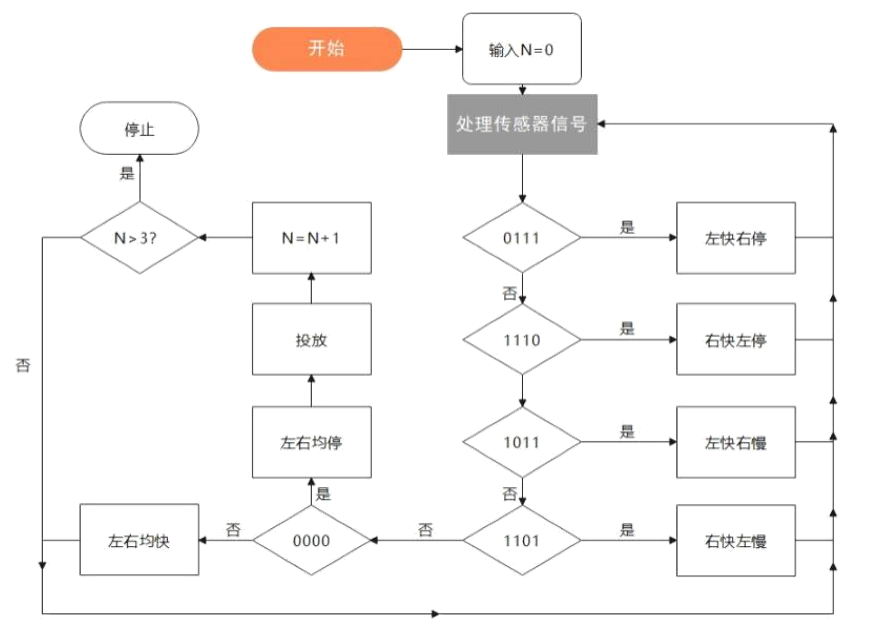 开始
输入N=0
处理传感器信号
停止
是
N>3?
N=N+1
0111
是
左快右停
否
投放
1110
是
右快左停
否
左右均停
1011
是
左快右慢
是
否
左右均快
否
0000
否
1101
是
右快左慢